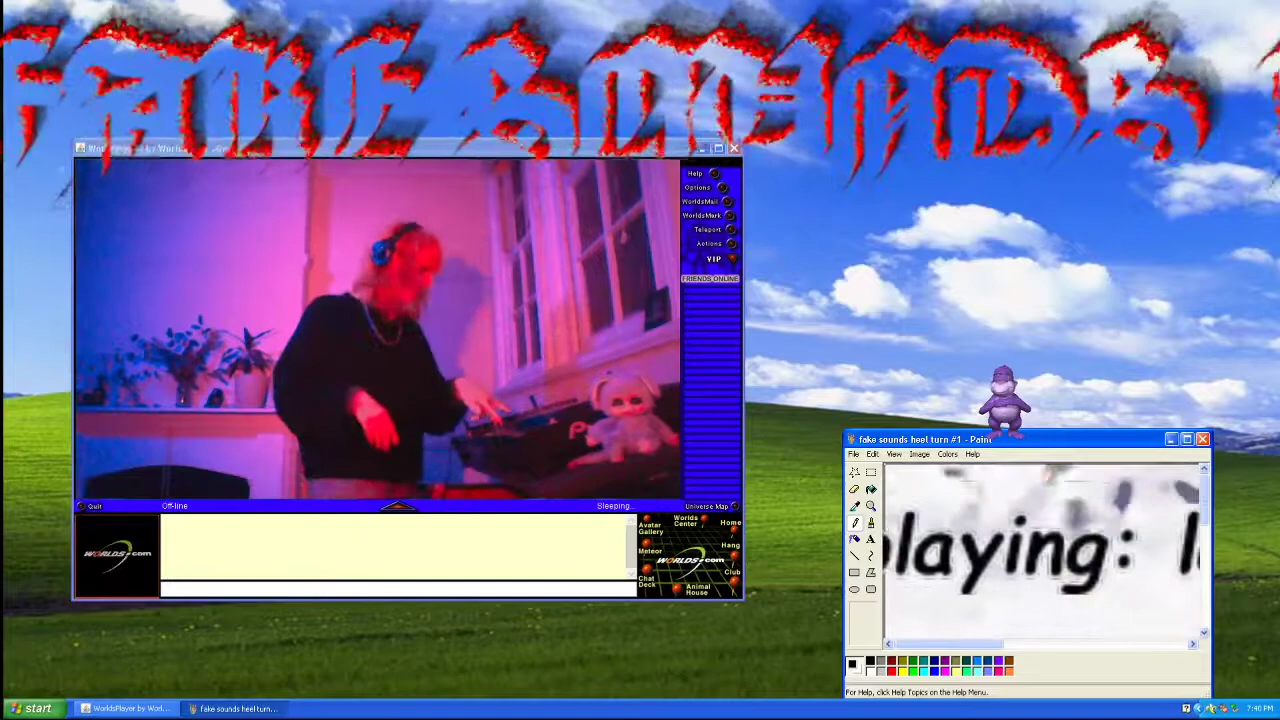 FAKE SOUNDS
Help
Options
WorldsMail
WorldsMark
Teleport
Actions
VIP
FRIENDS ONLINE
Quit
Off-line
Sleeping...
Universe Map
WORLDS.com
Avatar
Gallery
Worlds
Center
Home
Meteor
Hang
WORLDS.com
Chat
Deck
Club
Animal
House
fake sounds heel turn #1 - Paint
File Edit View Image Colors Help
playing:
For Help, click Help Topics on the Help Menu.
start
WorldsPlayer by Worl...
fake sounds heel turn...
7:40 PM